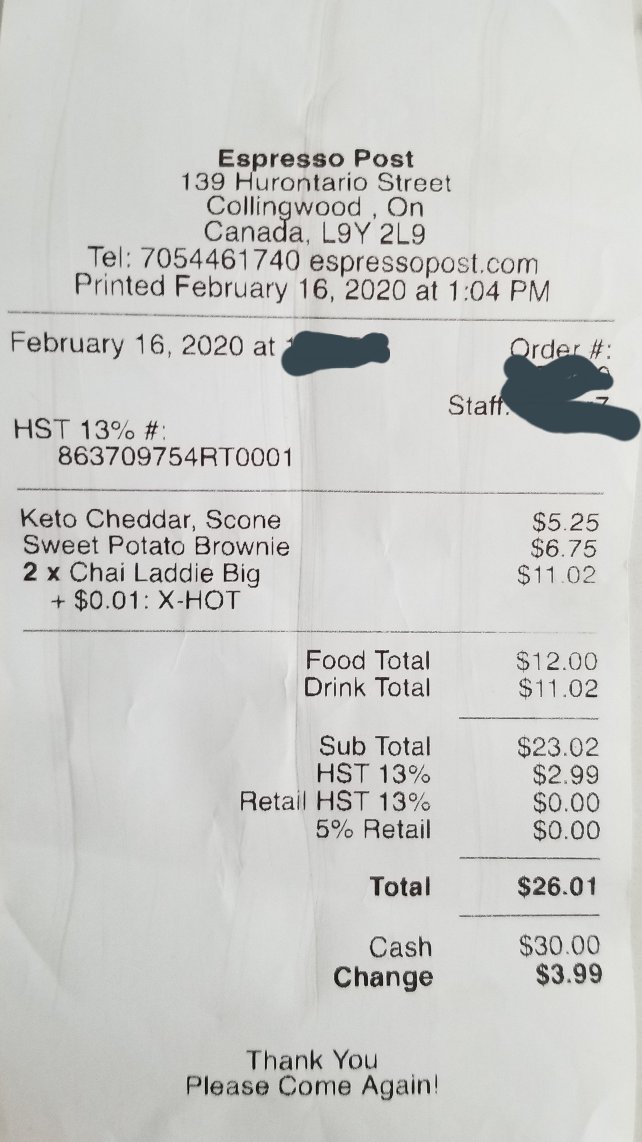 Espresso Post
139 Hurontario Street
Collingwood , On
Canada, L9Y 2L9
Tel: 7054461740 espressopost.com
Printed February 16, 2020 at 1:04 PM
February 16, 2020 at
Order #:
Staff:
HST 13% #:
863709754RT0001
Keto Cheddar, Scone $5.25
Sweet Potato Brownie $6.75
2 x Chai Laddie Big $11.02
+ $0.01: X-HOT
Food Total $12.00
Drink Total $11.02
Sub Total $23.02
HST 13% $2.99
Retail HST 13% $0.00
5% Retail $0.00
Total $26.01
Cash $30.00
Change $3.99
Thank You
Please Come Again!